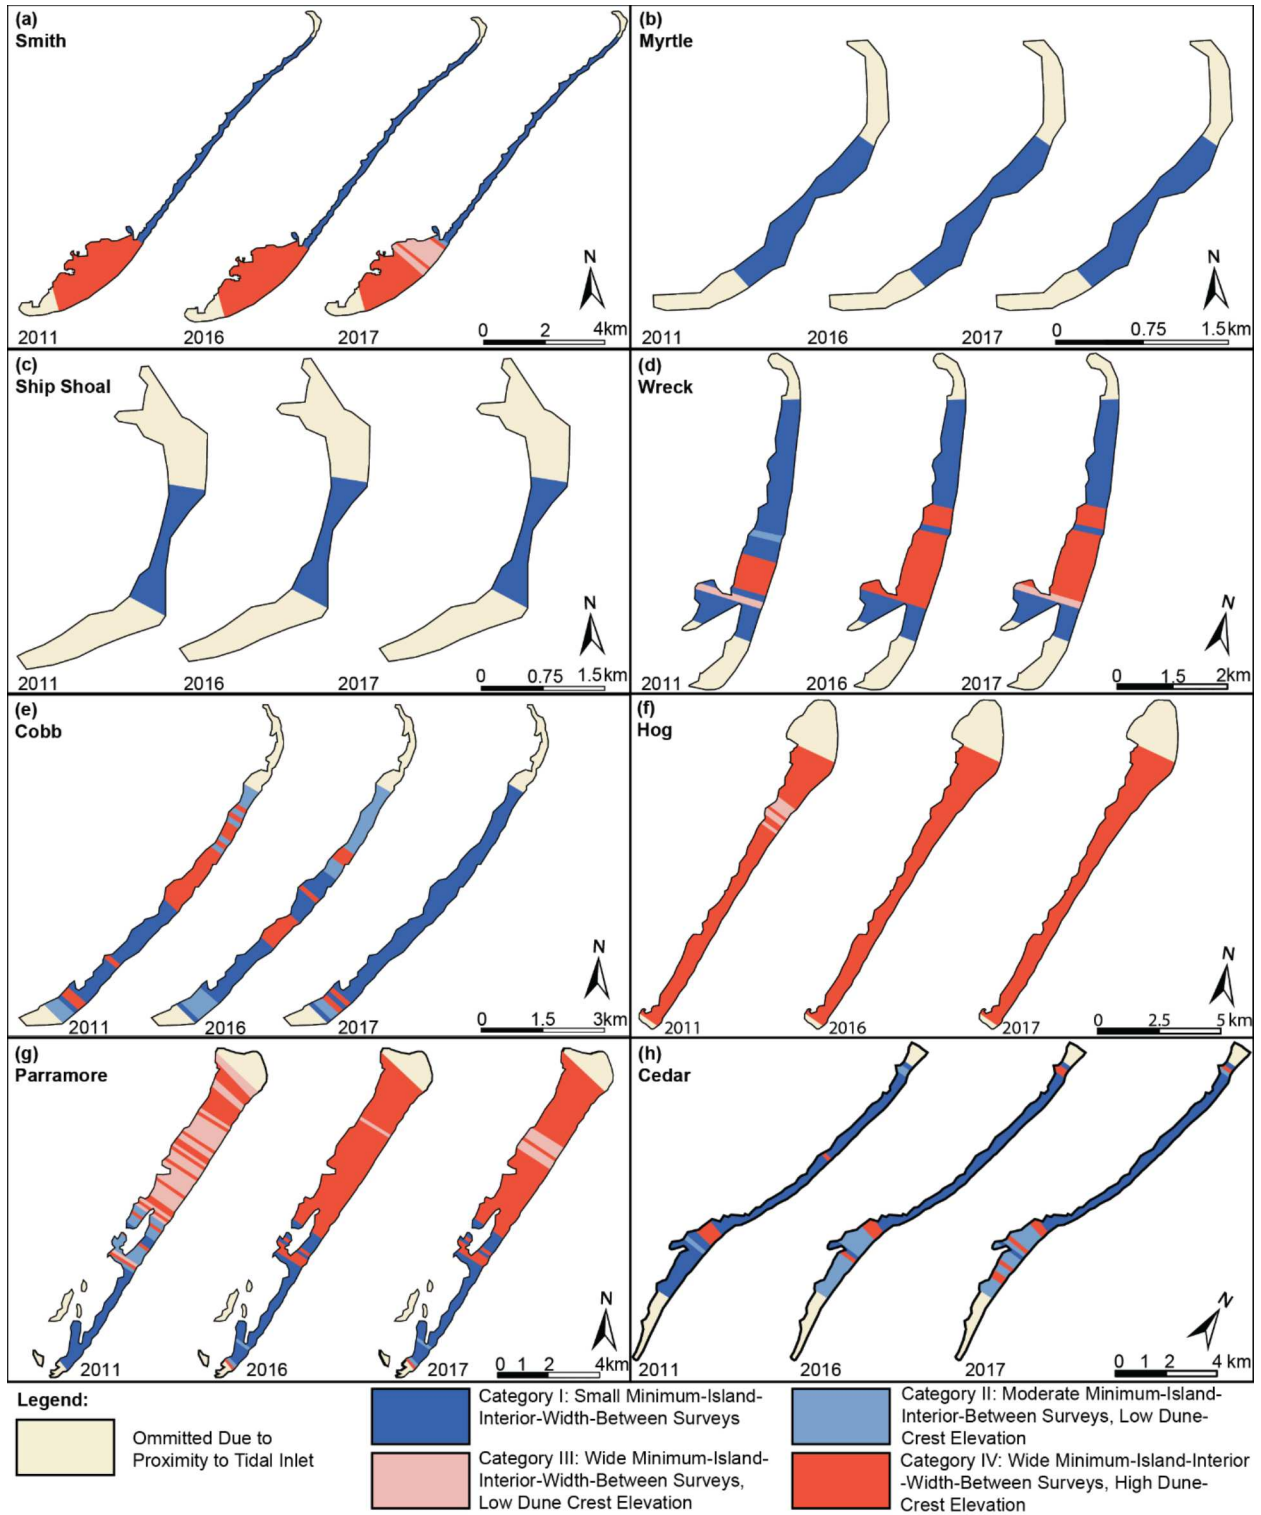 (a)
Smith
N
2011
2016
2017
0 2 4km
(b)
Myrtle
N
2011
2016
2017
0 0.75 1.5km
(c)
Ship Shoal
N
2011
2016
2017
0 0.75 1.5km
(d)
Wreck
N
2011
2016
2017
0 1.5 2km
(e)
Cobb
N
2011
2016
2017
0 1.5 3km
(f)
Hog
N
2011
2016
2017
0 2.5 5 km
(g)
Parramore
N
2011
2016
2017
0 1 2 4km
(h)
Cedar
N
2011
2016
2017
0 1 2 4 km
Legend:
Ommitted Due to
Proximity to Tidal Inlet
Category I: Small Minimum-Island-
Interior-Width-Between Surveys
Category III: Wide Minimum-Island-
Interior-Width-Between Surveys,
Low Dune Crest Elevation
Category II: Moderate Minimum-Island-
Interior-Between Surveys, Low Dune-
Crest Elevation
Category IV: Wide Minimum-Island-Interior
-Width-Between Surveys, High Dune-
Crest Elevation